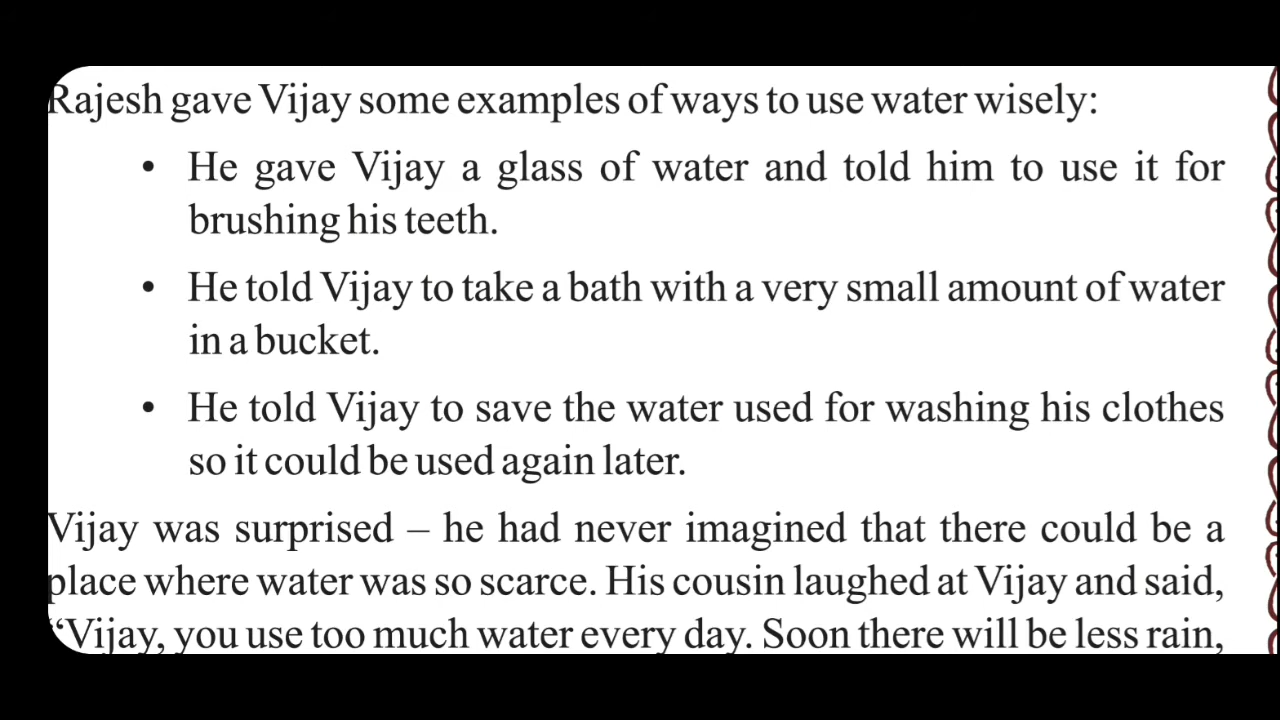 Rajesh gave Vijay some examples of ways to use water wisely:
• He gave Vijay a glass of water and told him to use it for
brushing his teeth.
• He told Vijay to take a bath with a very small amount of water
in a bucket.
• He told Vijay to save the water used for washing his clothes
so it could be used again later.
Vijay was surprised – he had never imagined that there could be a
place where water was so scarce. His cousin laughed at Vijay and said,
“Vijay, you use too much water every day. Soon there will be less rain,